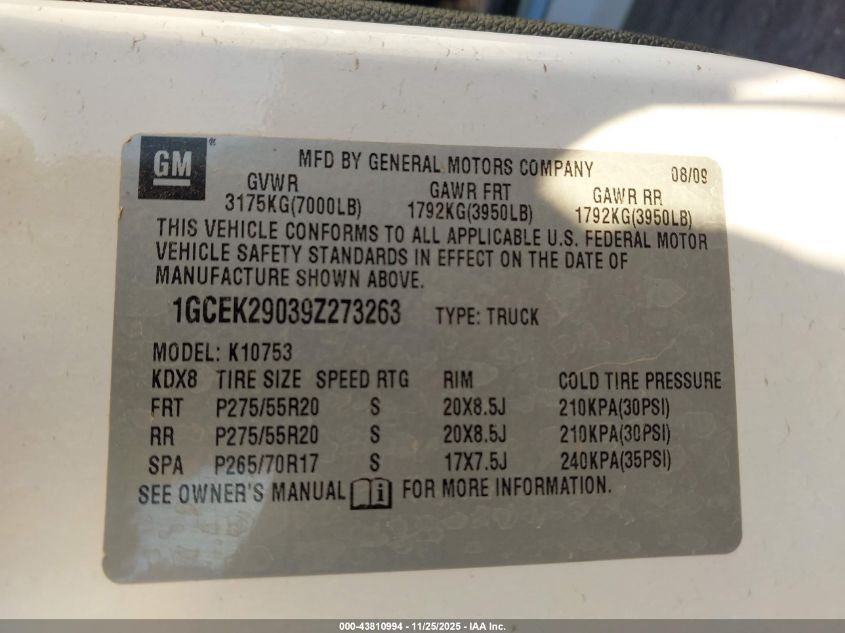 GM ®
MFD BY GENERAL MOTORS COMPANY 08/09
GVWR GAWR FRT GAWR RR
3175KG(7000LB) 1792KG(3950LB) 1792KG(3950LB)
THIS VEHICLE CONFORMS TO ALL APPLICABLE U.S. FEDERAL MOTOR
VEHICLE SAFETY STANDARDS IN EFFECT ON THE DATE OF
MANUFACTURE SHOWN ABOVE.
1GCEK29039Z273263 TYPE: TRUCK
MODEL: K10753
KDX8 TIRE SIZE SPEED RTG RIM COLD TIRE PRESSURE
FRT P275/55R20 S 20X8.5J 210KPA(30PSI)
RR P275/55R20 S 20X8.5J 210KPA(30PSI)
SPA P265/70R17 S 17X7.5J 240KPA(35PSI)
SEE OWNER'S MANUAL i FOR MORE INFORMATION.
000-43810994 - 11/25/2025 - IAA Inc.